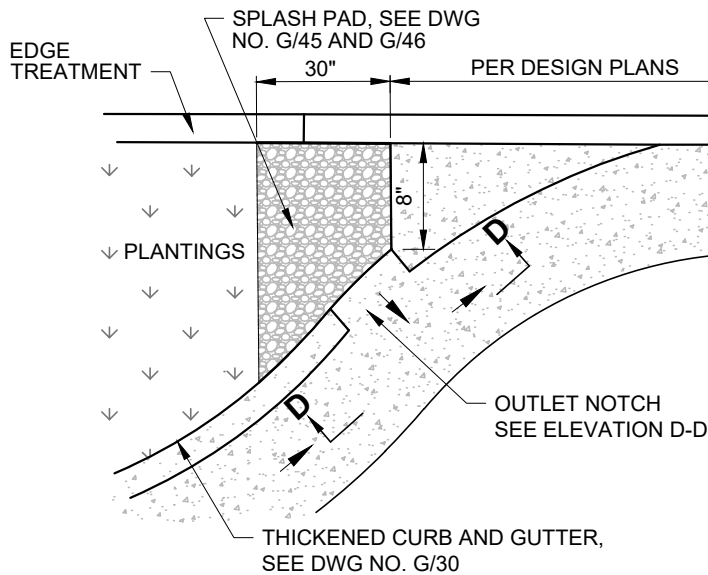 SPLASH PAD, SEE DWG
NO. G/45 AND G/46
EDGE
TREATMENT
30"
PER DESIGN PLANS
8"
PLANTINGS
D
D
OUTLET NOTCH
SEE ELEVATION D-D
THICKENED CURB AND GUTTER,
SEE DWG NO. G/30